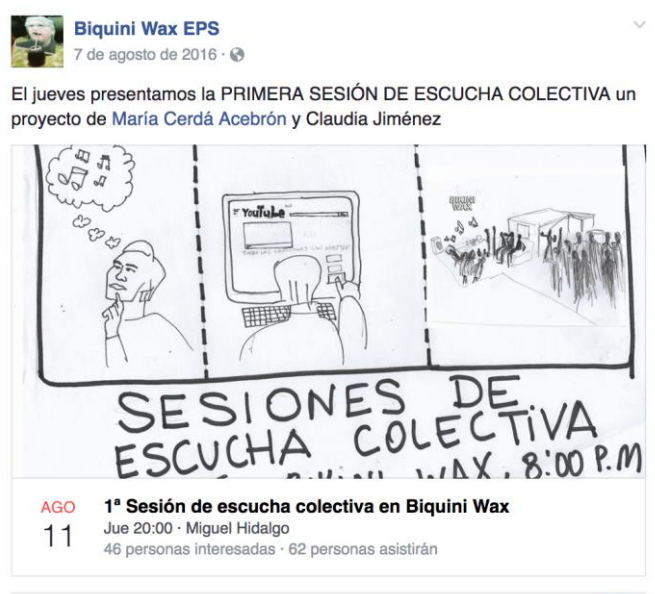 Biquini Wax EPS
7 de agosto de 2016 ·
El jueves presentamos la PRIMERA SESIÓN DE ESCUCHA COLECTIVA un
proyecto de María Cerdá Acebrón y Claudia Jiménez
YouTube
BIKINI
WAX
SESIONES DE
ESCUCHA COLECTIVA
WAX, 8:00 P.M
AGO
11
1ª Sesión de escucha colectiva en Biquini Wax
Jue 20:00 · Miguel Hidalgo
46 personas interesadas · 62 personas asistirán